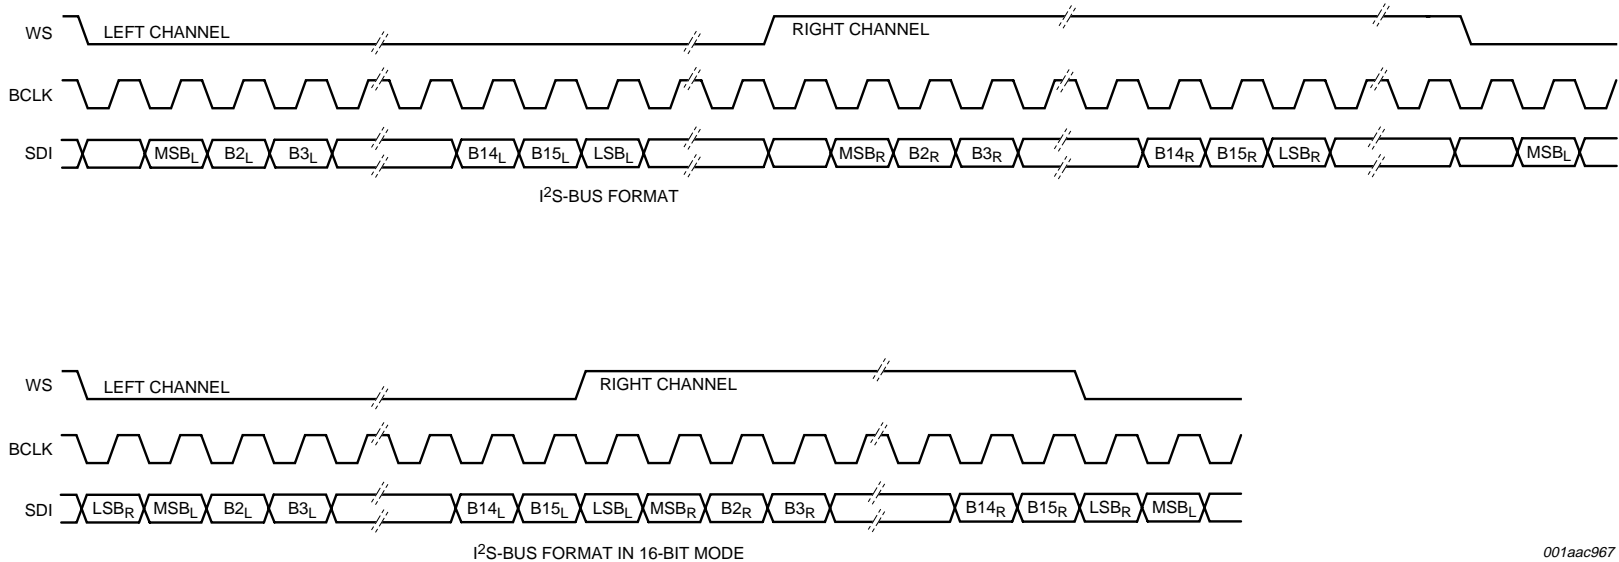 WS LEFT CHANNEL RIGHT CHANNEL
BCLK
SDI MSBL B2L B3L B14L B15L LSBL MSBR B2R B3R B14R B15R LSBR MSBL
I2S-BUS FORMAT
WS LEFT CHANNEL RIGHT CHANNEL
BCLK
SDI LSBR MSBL B2L B3L B14L B15L LSBL MSBR B2R B3R B14R B15R LSBR MSBL
I2S-BUS FORMAT IN 16-BIT MODE
001aac967